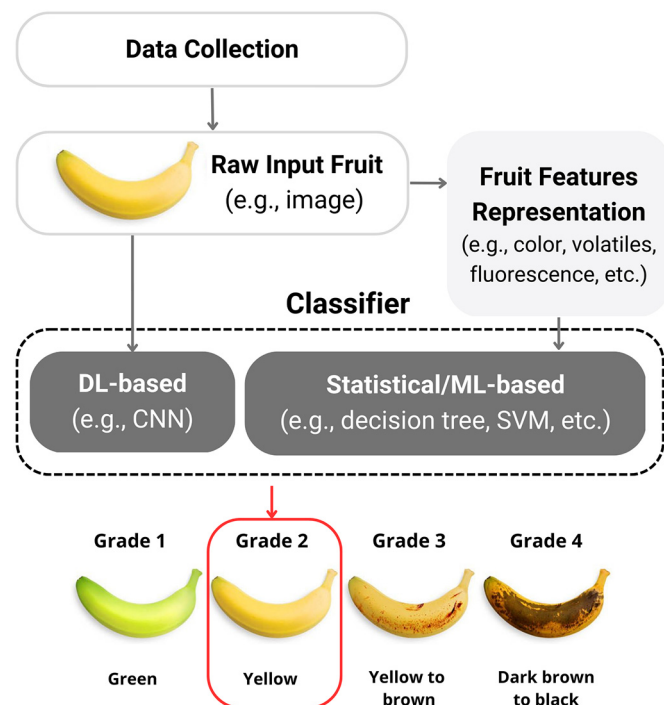 Data Collection
Raw Input Fruit
(e.g., image)
Fruit Features
Representation
(e.g., color, volatiles,
fluorescence, etc.)
Classifier
DL-based
(e.g., CNN)
Statistical/ML-based
(e.g., decision tree, SVM, etc.)
Grade 1
Grade 2
Grade 3
Grade 4
Green
Yellow
Yellow to
brown
Dark brown
to black